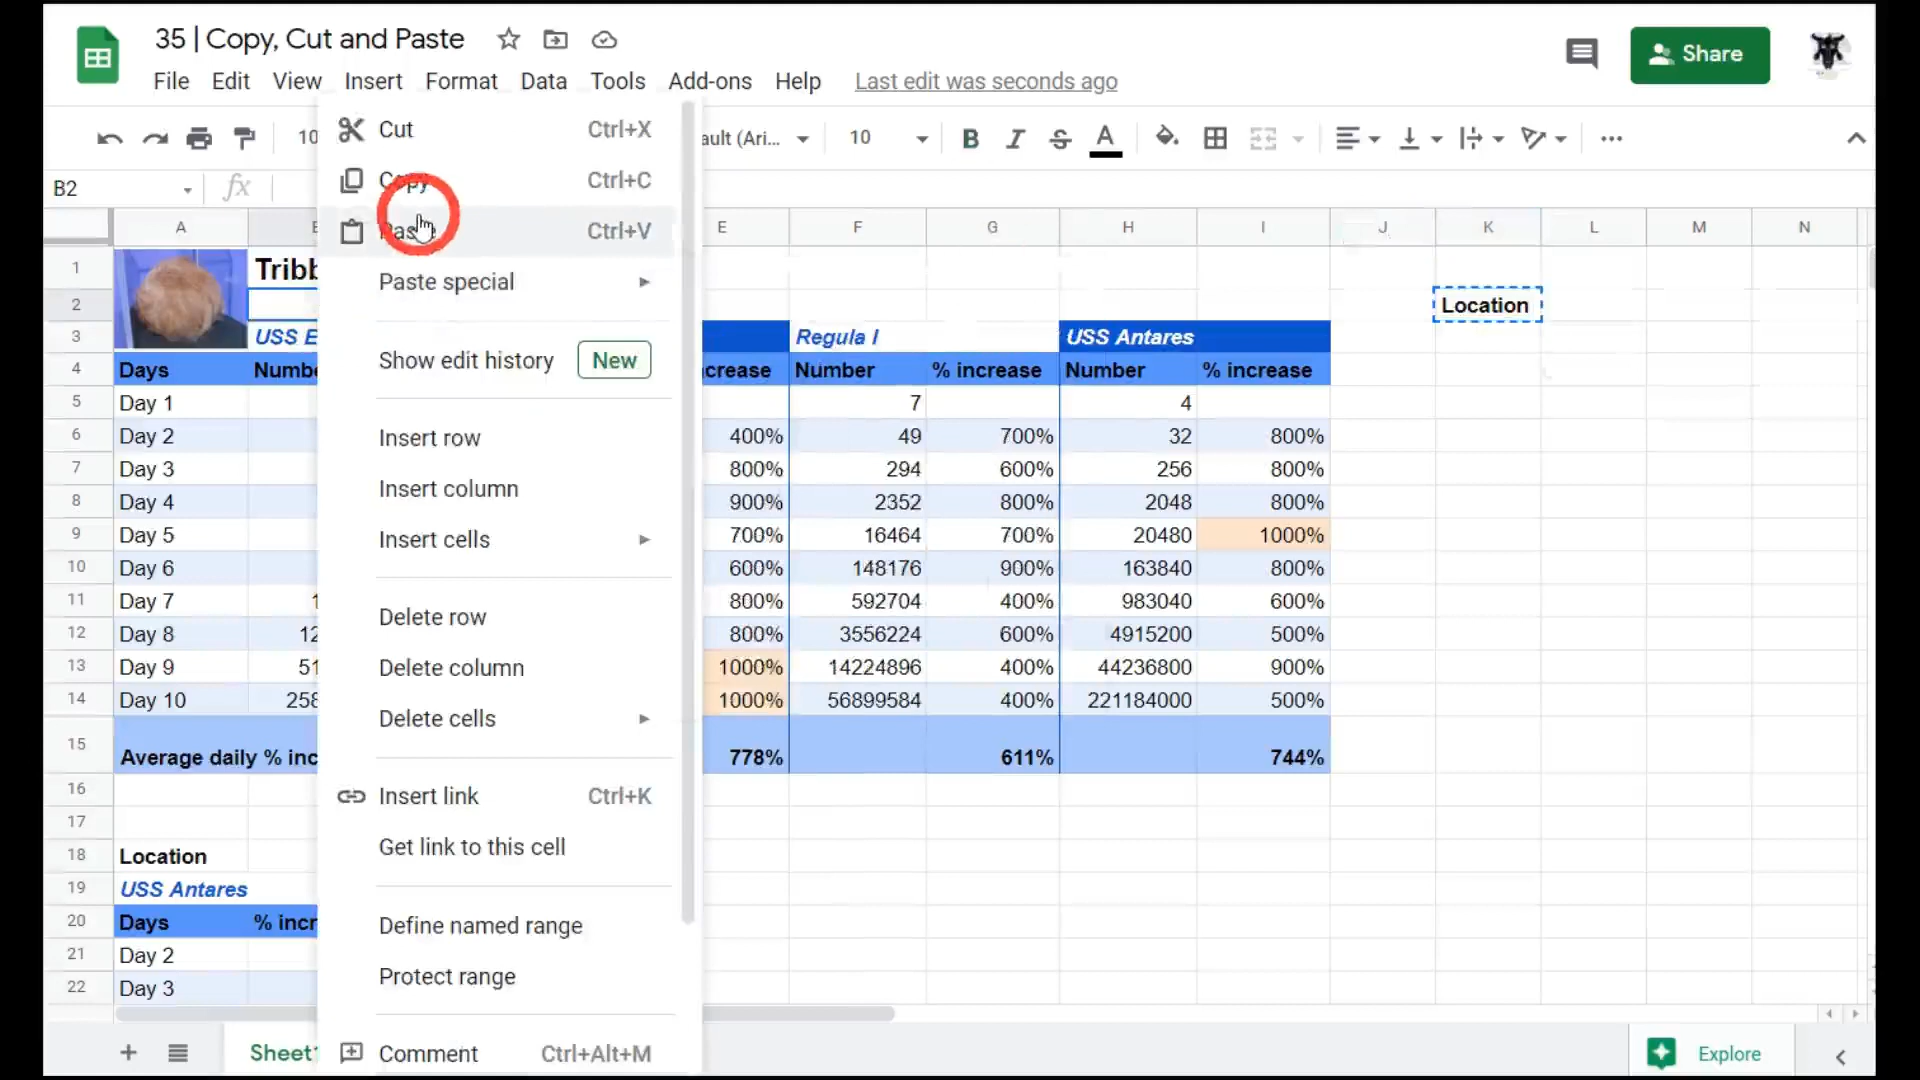 35 | Copy, Cut and Paste
Share
File Edit View Insert Format Data Tools Add-ons Help Last edit was seconds ago
10 ault (Ari... 10 B I S A
B2 fx
Cut Ctrl+X
Copy Ctrl+C
Paste Ctrl+V
Paste special
Show edit history New
Insert row
Insert column
Insert cells
Delete row
Delete column
Delete cells
Insert link Ctrl+K
Get link to this cell
Define named range
Protect range
Comment Ctrl+Alt+M
A E F G H I J K L M N
1 Tribb
2 Location
3 USS E Regula I USS Antares
4 Days Numbe crease Number % increase Number % increase
5 Day 1 7 4
6 Day 2 400% 49 700% 32 800%
7 Day 3 800% 294 600% 256 800%
8 Day 4 900% 2352 800% 2048 800%
9 Day 5 700% 16464 700% 20480 1000%
10 Day 6 600% 148176 900% 163840 800%
11 Day 7 1 800% 592704 400% 983040 600%
12 Day 8 12 800% 3556224 600% 4915200 500%
13 Day 9 51 1000% 14224896 400% 44236800 900%
14 Day 10 258 1000% 56899584 400% 221184000 500%
15 Average daily % inc 778% 611% 744%
16
17
18 Location
19 USS Antares
20 Days % incr
21 Day 2
22 Day 3
Sheet1 Explore